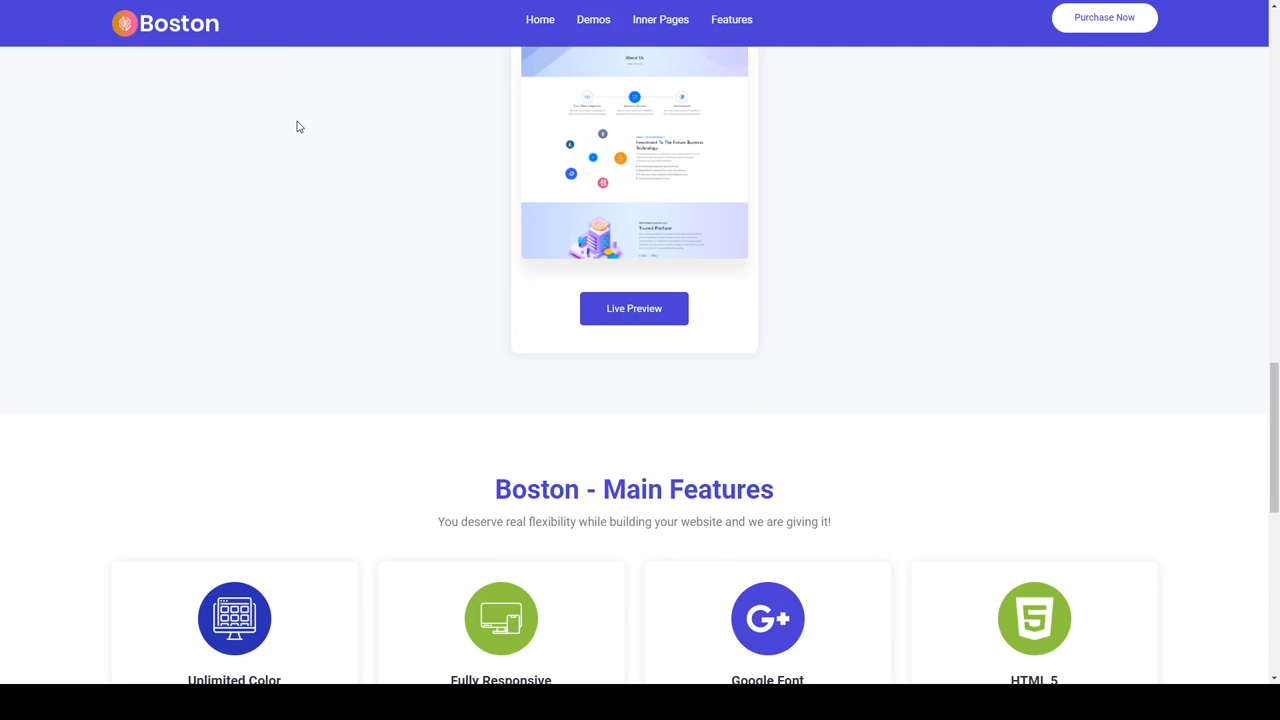 Boston
Home
Demos
Inner Pages
Features
Purchase Now
About Us
Investment To The Future Business
Technology
Trusted Platform
Live Preview
Boston - Main Features
You deserve real flexibility while building your website and we are giving it!
Unlimited Color
Fully Responsive
Google Font
HTML 5